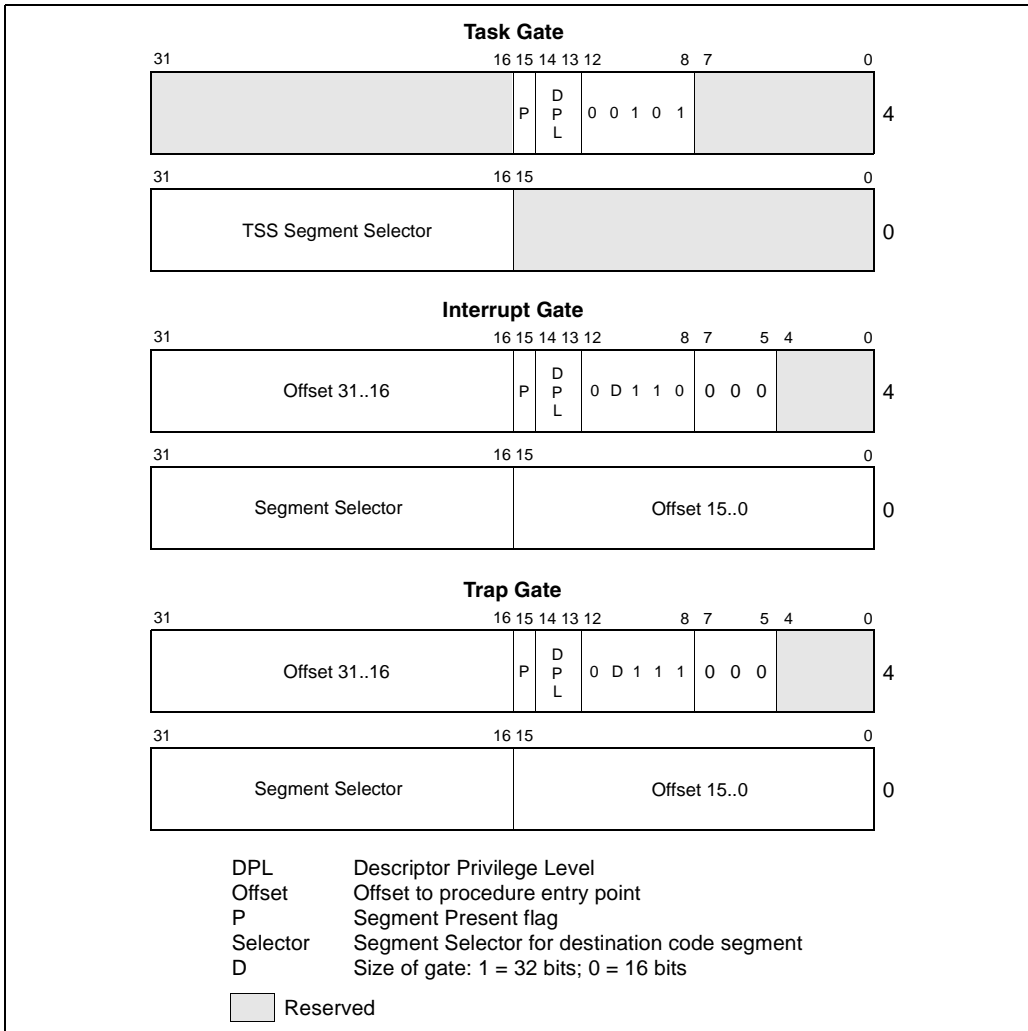 Task Gate
31 16 15 14 13 12 8 7 0
P D P L 0 0 1 0 1 4
31 16 15 0
TSS Segment Selector 0
Interrupt Gate
31 16 15 14 13 12 8 7 5 4 0
Offset 31..16 P D P L 0 D 1 1 0 0 0 0 4
31 16 15 0
Segment Selector Offset 15..0 0
Trap Gate
31 16 15 14 13 12 8 7 5 4 0
Offset 31..16 P D P L 0 D 1 1 1 0 0 0 4
31 16 15 0
Segment Selector Offset 15..0 0
DPL Descriptor Privilege Level
Offset Offset to procedure entry point
P Segment Present flag
Selector Segment Selector for destination code segment
D Size of gate: 1 = 32 bits; 0 = 16 bits
Reserved